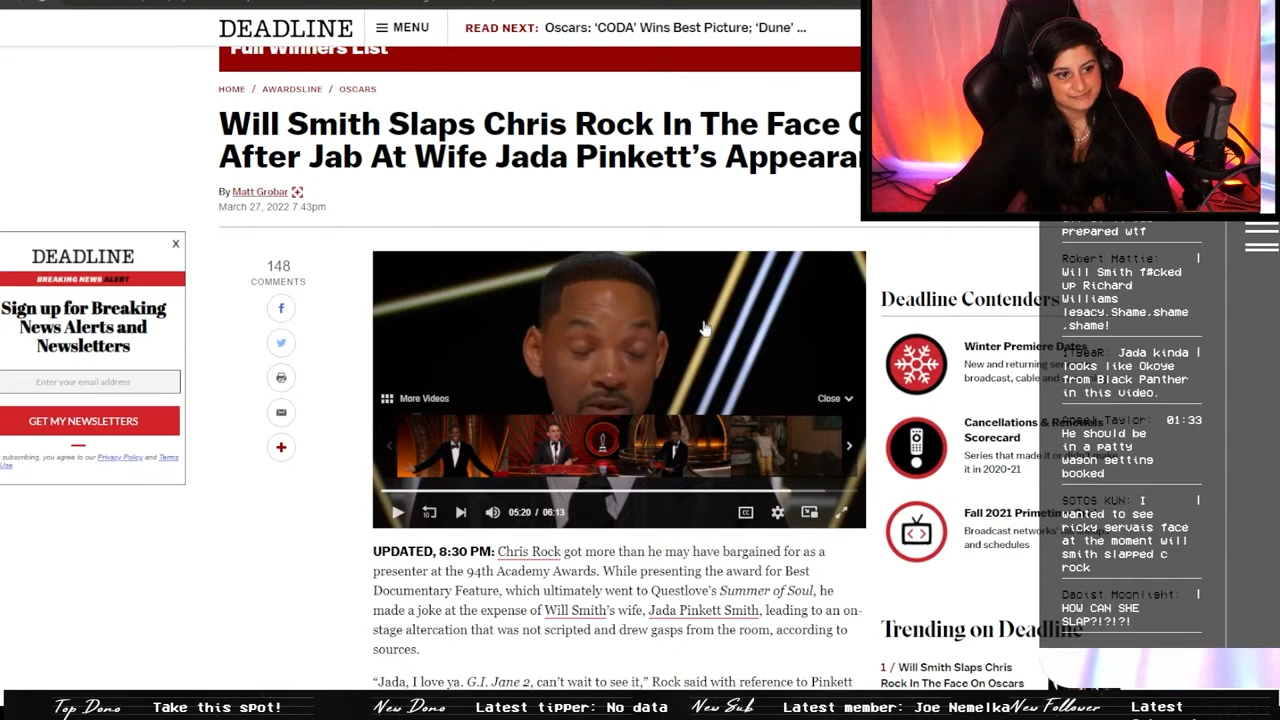 DEADLINE
MENU
READ NEXT: Oscars: ‘CODA’ Wins Best Picture; ‘Dune’ ...
Full Winners List
HOME / AWARDSLINE / OSCARS
Will Smith Slaps Chris Rock In The Face O
After Jab At Wife Jada Pinkett’s Appearan
By Matt Grobar
March 27, 2022 7:43pm
X
DEADLINE
BREAKING NEWS ALERT
Sign up for Breaking
News Alerts and
Newsletters
Enter your email address
GET MY NEWSLETTERS
subscribing, you agree to our Privacy Policy and Terms
Use.
148
COMMENTS
More Videos
Close
10
05:20 / 06:13
CC
UPDATED, 8:30 PM: Chris Rock got more than he may have bargained for as a
presenter at the 94th Academy Awards. While presenting the award for Best
Documentary Feature, which ultimately went to Questlove’s Summer of Soul, he
made a joke at the expense of Will Smith’s wife, Jada Pinkett Smith, leading to an on-
stage altercation that was not scripted and drew gasps from the room, according to
sources.
“Jada, I love ya. G.I. Jane 2, can’t wait to see it,” Rock said with reference to Pinkett
Deadline Contenders
Winter Premiere Dates
New and returning
broadcast, cable
Cancellations & Renewals
Scorecard
Series that made it
it in 2020-21
Fall 2021 Primetime
Broadcast networks’
and schedules
Trending on Deadline
1 / Will Smith Slaps Chris
Rock In The Face On Oscars
prepared wtf
Robert Mattie:
Will Smith f#cked
up Richard
Williams
legacy.Shame,shame
,shame!
ITBeaR: Jada kinda
looks like Okoye
from Black Panther
in this video.
Taylor: 01:33
He should be
in a patty
wagon getting
booked
SOTOS KUN: I
wanted to see
ricky gervais face
at the moment will
smith slapped c
rock
Daoist Moonlight:
HOW CAN SHE
SLAP?!?!?!
Top Dono Take this spot! New Dono Latest tipper: No data New Sub Latest member: Joe Nemelka New Follower Latest